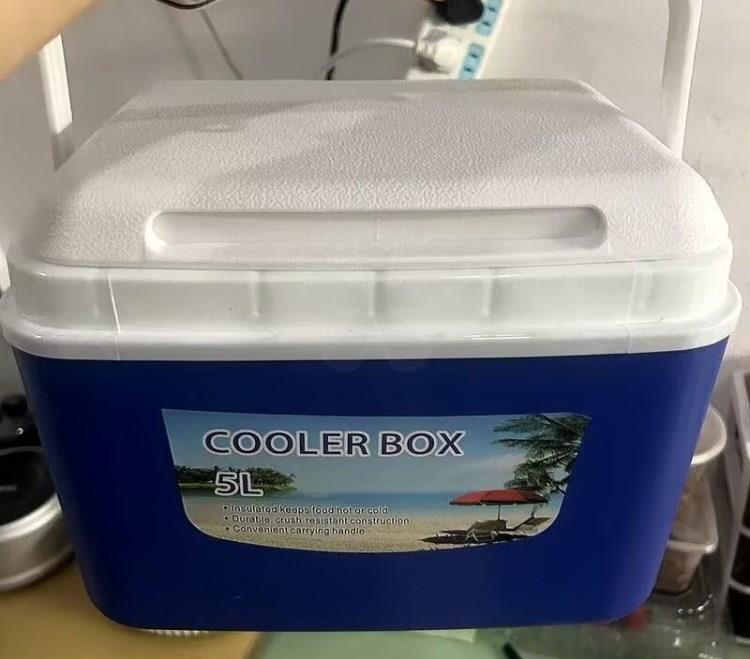 COOLER BOX
5L
• Insulated keeps food hot or cold
• Durable, crush resistant construction
• Convenient carrying handle